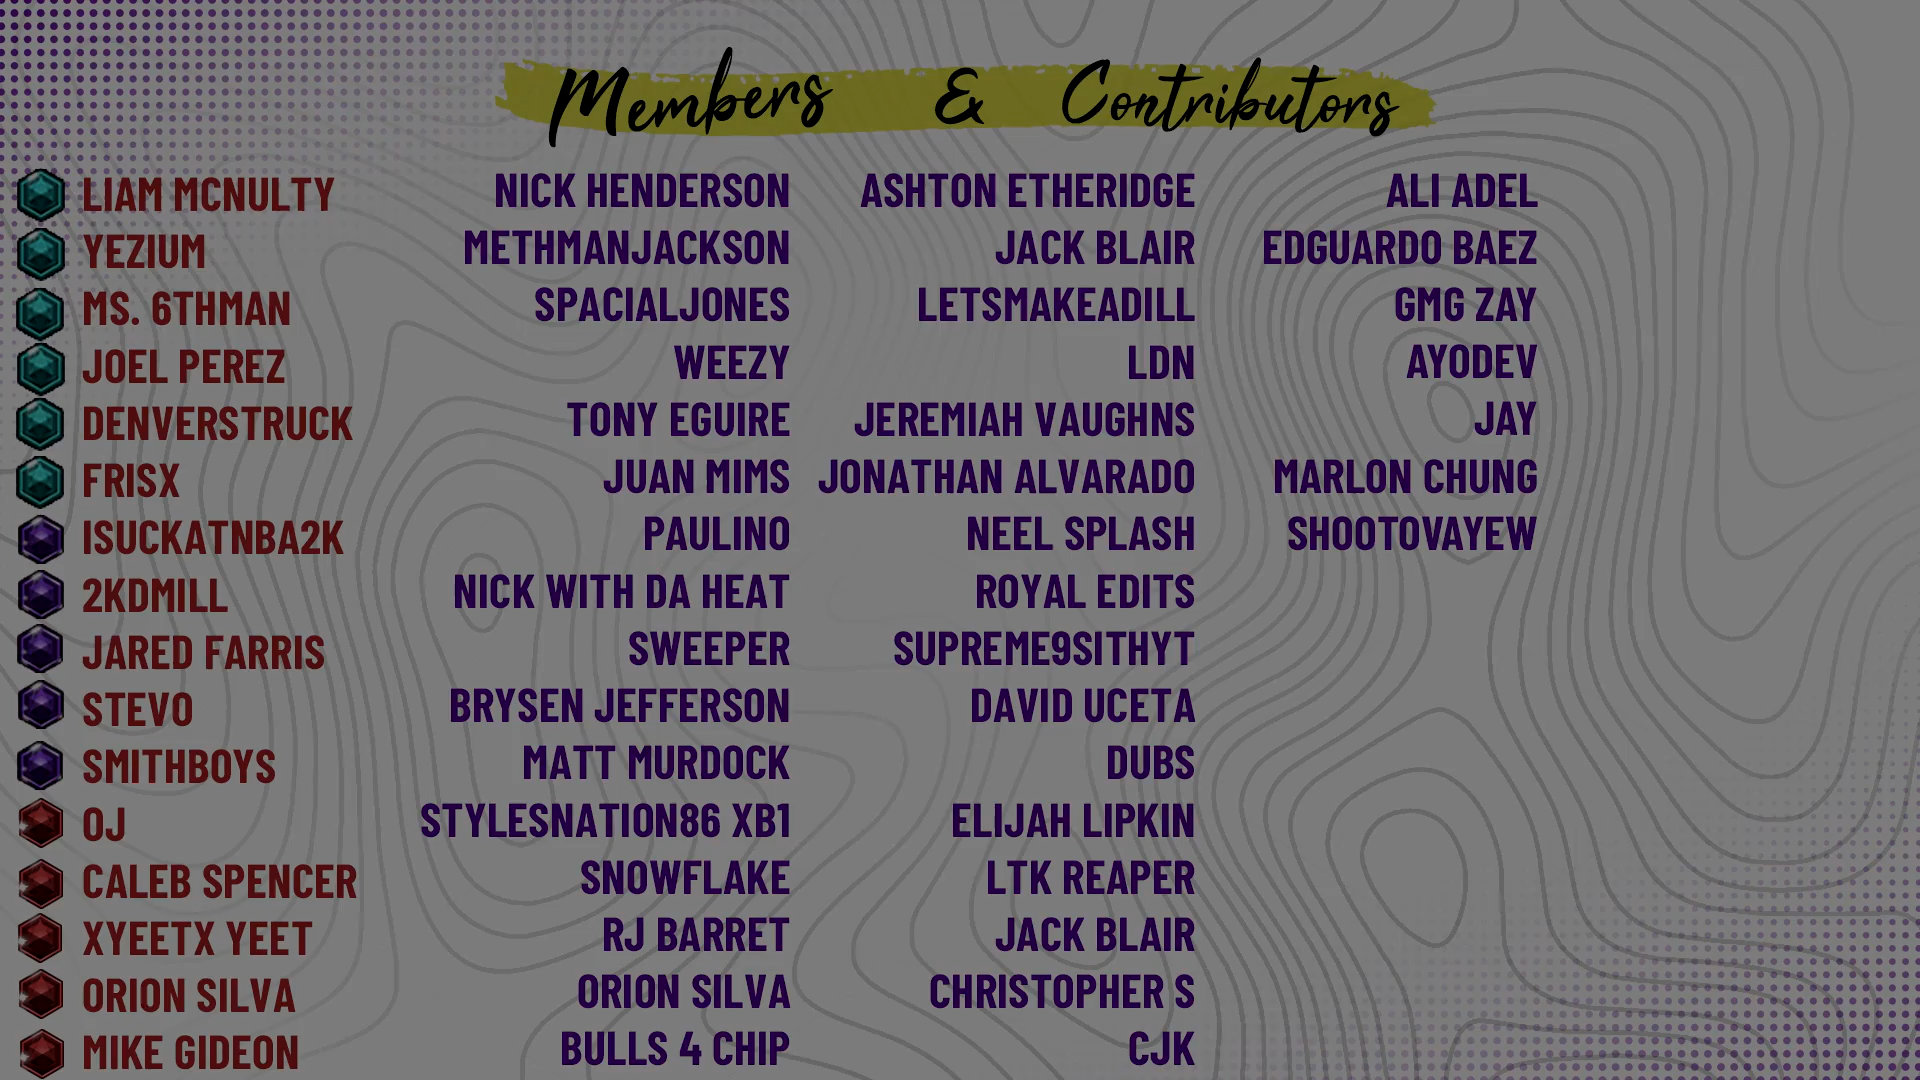 Members & Contributors
LIAM MCNULTY
YEZIUM
MS. 6THMAN
JOEL PEREZ
DENVERSTRUCK
FRISX
ISUCKATNBA2K
2KDMILL
JARED FARRIS
STEVO
SMITHBOYS
OJ
CALEB SPENCER
XYEETX YEET
ORION SILVA
MIKE GIDEON
NICK HENDERSON
METHMANJACKSON
SPACIALJONES
WEEZY
TONY EGUIRE
JUAN MIMS
PAULINO
NICK WITH DA HEAT
SWEEPER
BRYSEN JEFFERSON
MATT MURDOCK
STYLESNATION86 XB1
SNOWFLAKE
RJ BARRET
ORION SILVA
BULLS 4 CHIP
ASHTON ETHERIDGE
JACK BLAIR
LETSMAKEADILL
LDN
JEREMIAH VAUGHNS
JONATHAN ALVARADO
NEEL SPLASH
ROYAL EDITS
SUPREME9SITHYT
DAVID UCETA
DUBS
ELIJAH LIPKIN
LTK REAPER
JACK BLAIR
CHRISTOPHER S
CJK
ALI ADEL
EDGUARDO BAEZ
GMG ZAY
AYODEV
JAY
MARLON CHUNG
SHOOTOVAYEW